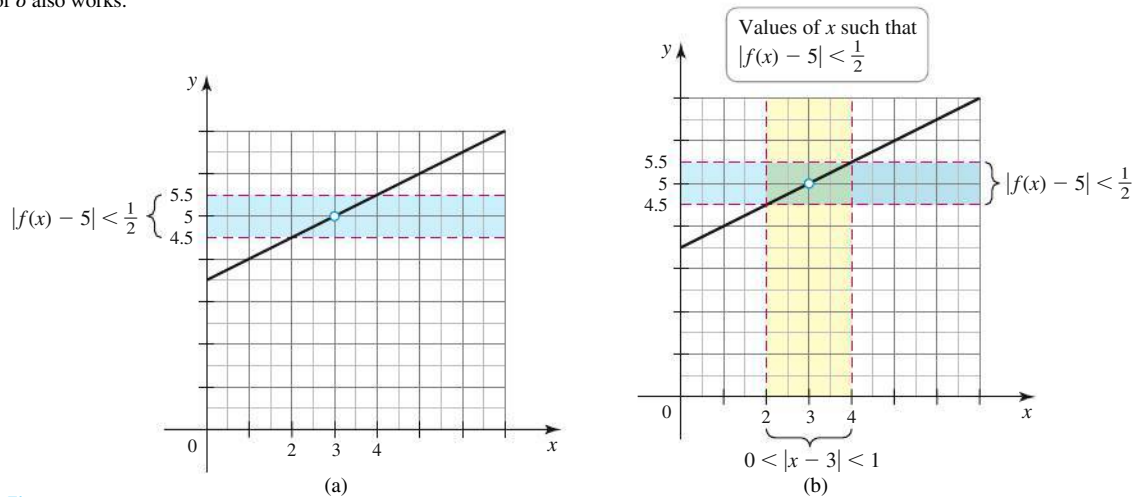 of δ also works.
y
5.5
5
4.5
|f(x) − 5| < 1/2
0
2 3 4
x
(a)
Values of x such that
|f(x) − 5| < 1/2
y
5.5
5
4.5
|f(x) − 5| < 1/2
0
2 3 4
x
0 < |x − 3| < 1
(b)